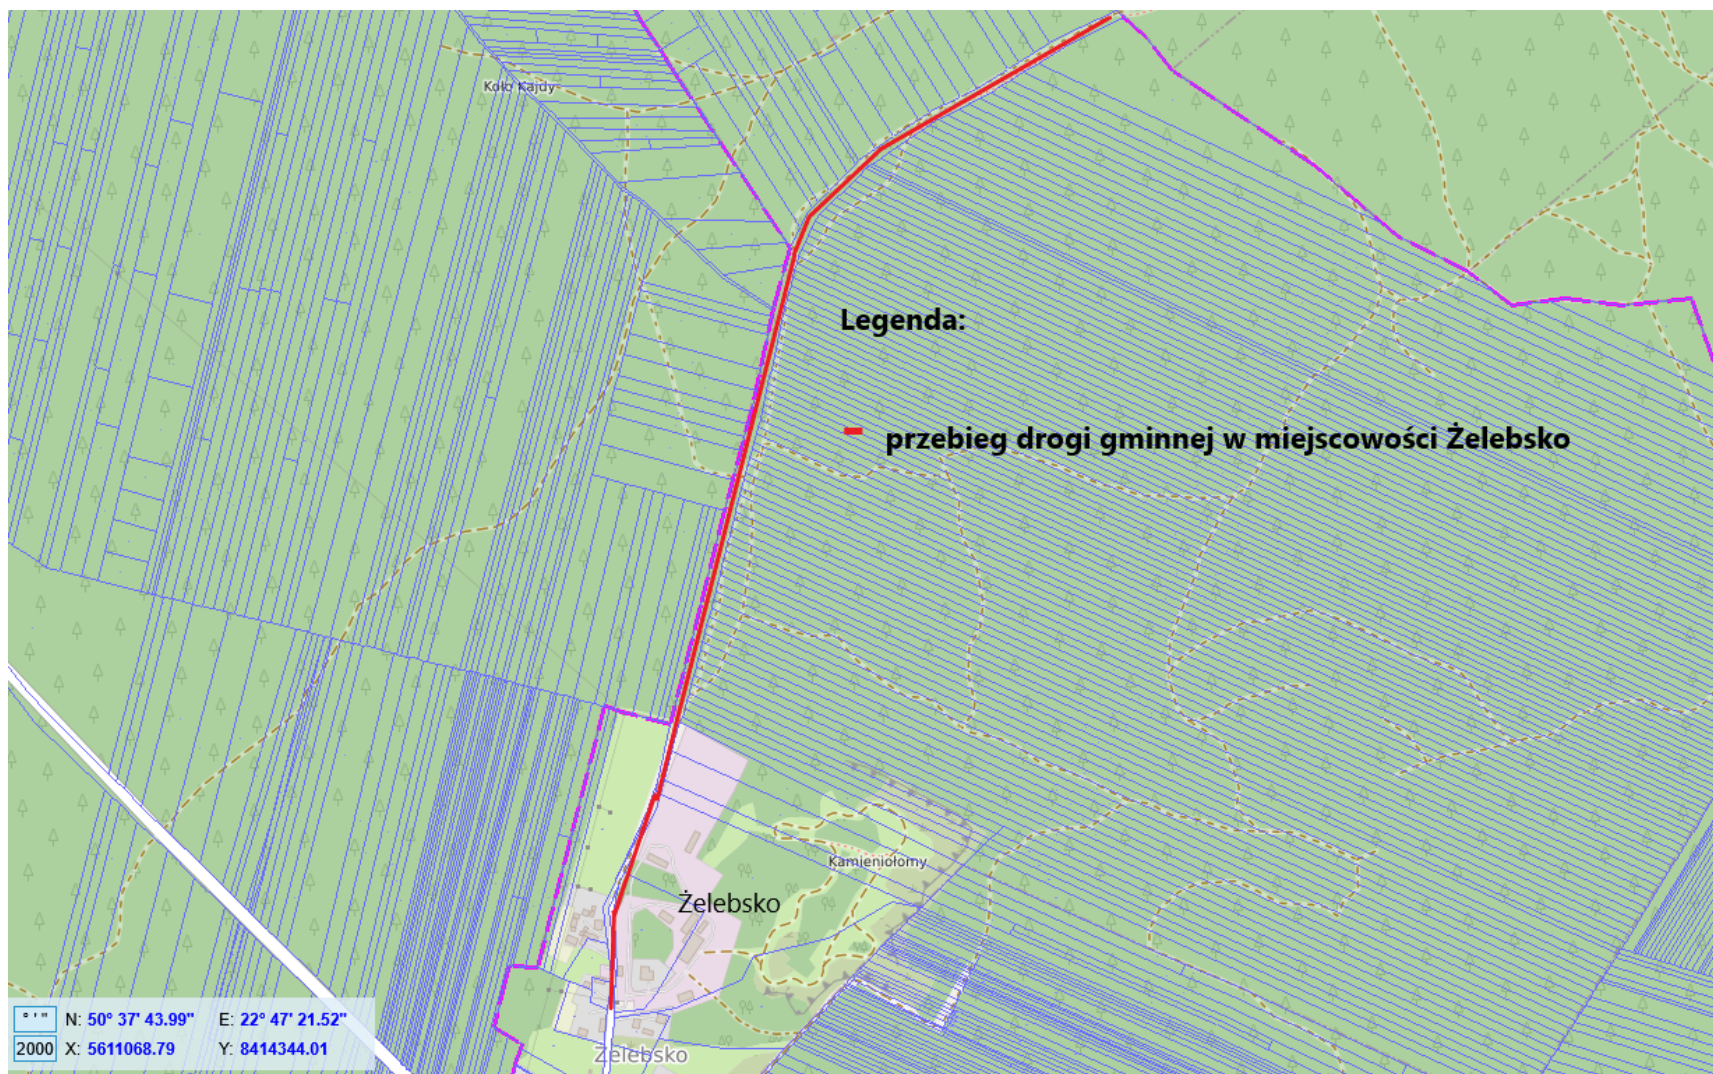 Koło Kajdy
Legenda:
przebieg drogi gminnej w miejscowości Żelebsko
Kamieniołomy
Żelebsko
° ' " N: 50° 37' 43.99" E: 22° 47' 21.52"
2000 X: 5611068.79 Y: 8414344.01
Żelebsko